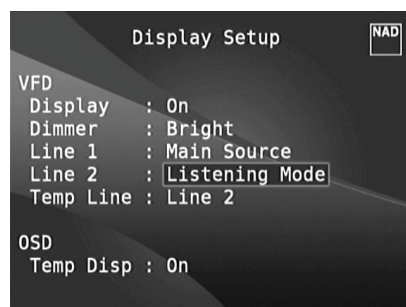 Display Setup
NAD
VFD
Display : On
Dimmer : Bright
Line 1 : Main Source
Line 2 : Listening Mode
Temp Line : Line 2
OSD
Temp Disp : On